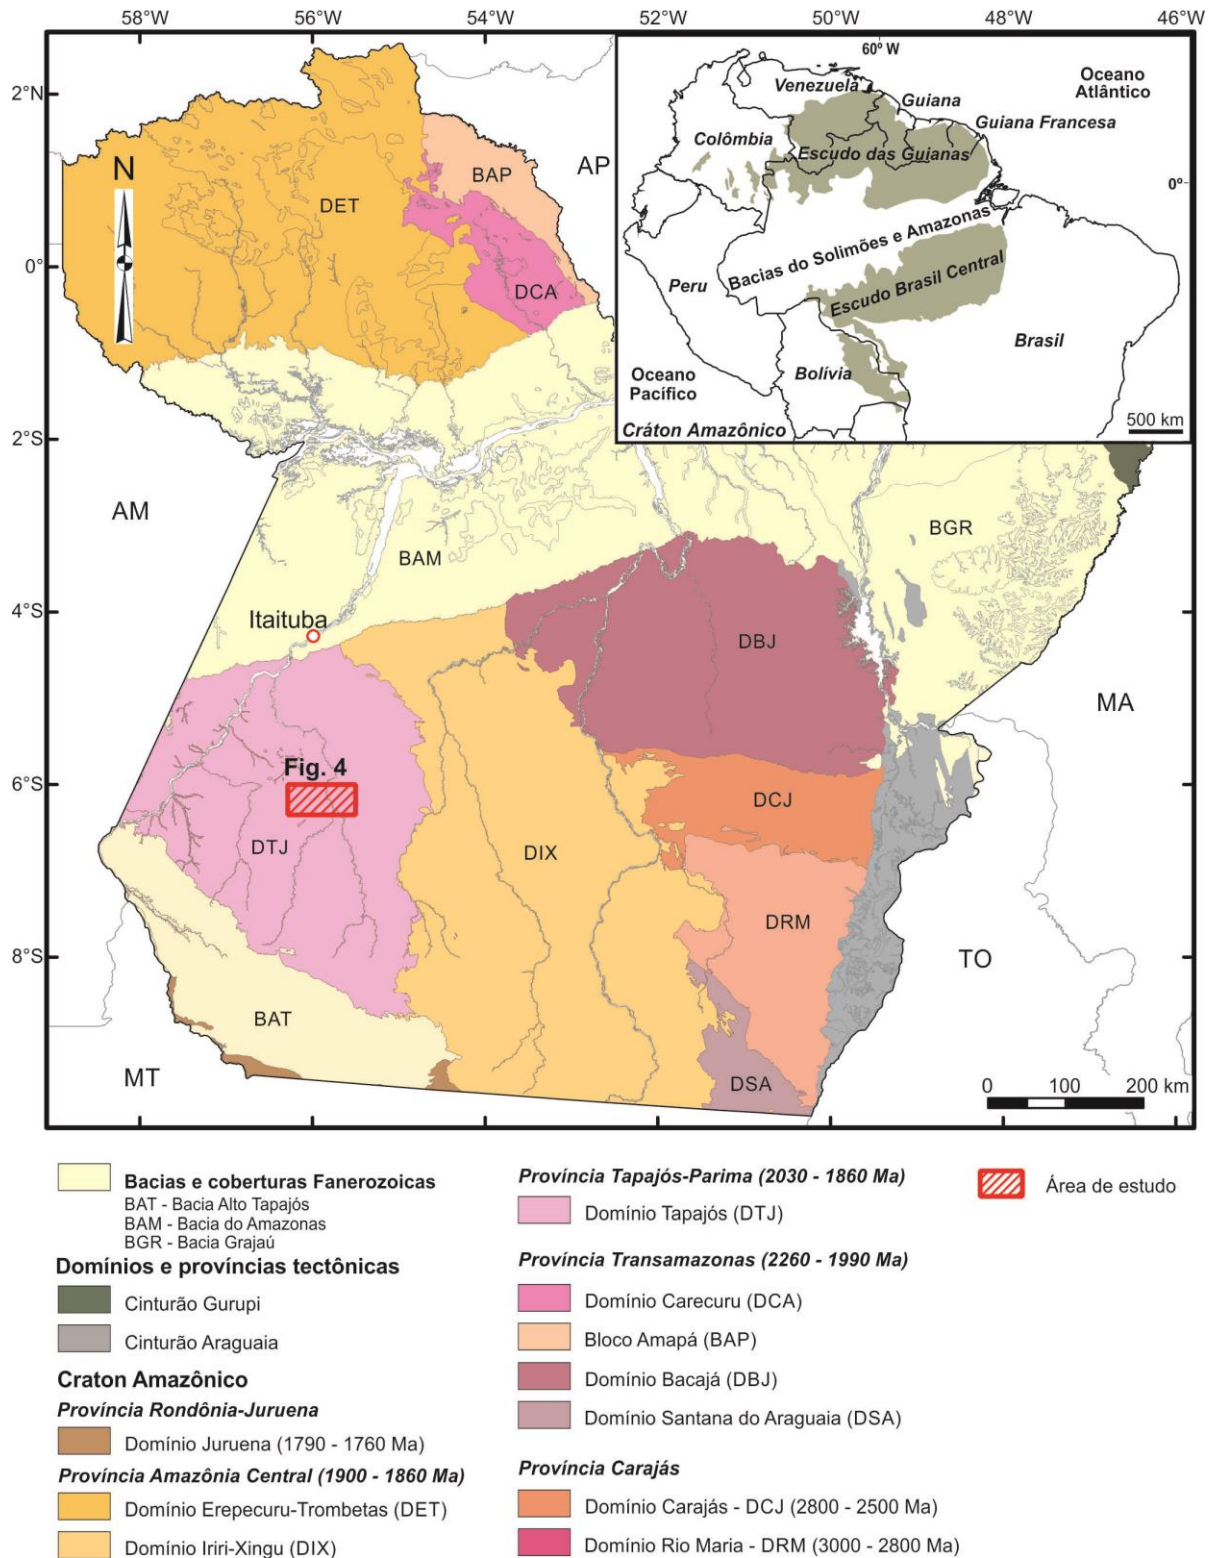 58°W 56°W 54°W 52°W 50°W 48°W 46°W
2°N
0°
2°S
4°S
6°S
8°S
N
60° W
Oceano
Atlântico
Venezuela
Guiana
Guiana Francesa
Colômbia
Escudo das Guianas
0°
Bacias do Solimões e Amazonas
Peru
Escudo Brasil Central
Brasil
Bolívia
Oceano
Pacífico
Cráton Amazônico
500 km
DET
BAP
AP
DCA
AM
BAM
BGR
Itaituba
DBJ
MA
Fig. 4
DCJ
DTJ
DIX
DRM
TO
BAT
DSA
MT
0 100 200 km
Bacias e coberturas Fanerozoicas
BAT - Bacia Alto Tapajós
BAM - Bacia do Amazonas
BGR - Bacia Grajaú
Domínios e províncias tectônicas
Cinturão Gurupi
Cinturão Araguaia
Craton Amazônico
Província Rondônia-Juruena
Domínio Juruena (1790 - 1760 Ma)
Província Amazônia Central (1900 - 1860 Ma)
Domínio Erepecuru-Trombetas (DET)
Domínio Iriri-Xingu (DIX)
Província Tapajós-Parima (2030 - 1860 Ma)
Domínio Tapajós (DTJ)
Província Transamazonas (2260 - 1990 Ma)
Domínio Carecuru (DCA)
Bloco Amapá (BAP)
Domínio Bacajá (DBJ)
Domínio Santana do Araguaia (DSA)
Província Carajás
Domínio Carajás - DCJ (2800 - 2500 Ma)
Domínio Rio Maria - DRM (3000 - 2800 Ma)
Área de estudo